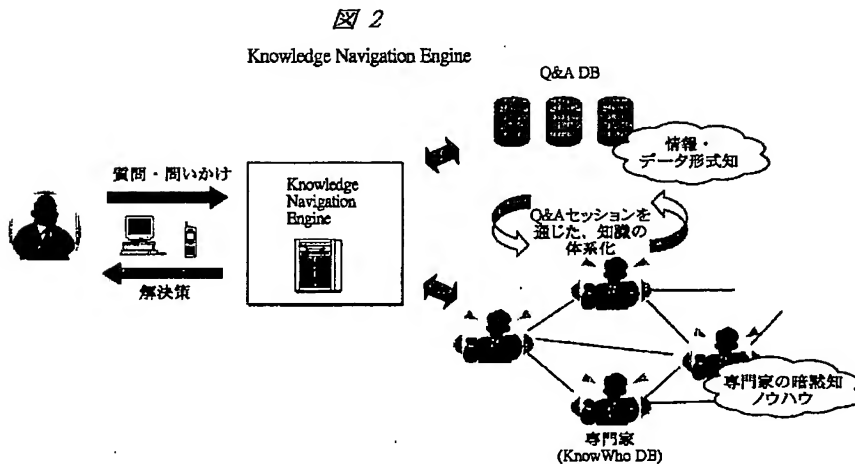 図 2
Knowledge Navigation Engine
Q&A DB
情報・
データ形式知
質問・問いかけ
Knowledge
Navigation
Engine
Q&Aセッションを
通じた、知識の
体系化
解決策
専門家の暗黙知
ノウハウ
専門家
(KnowWho DB)